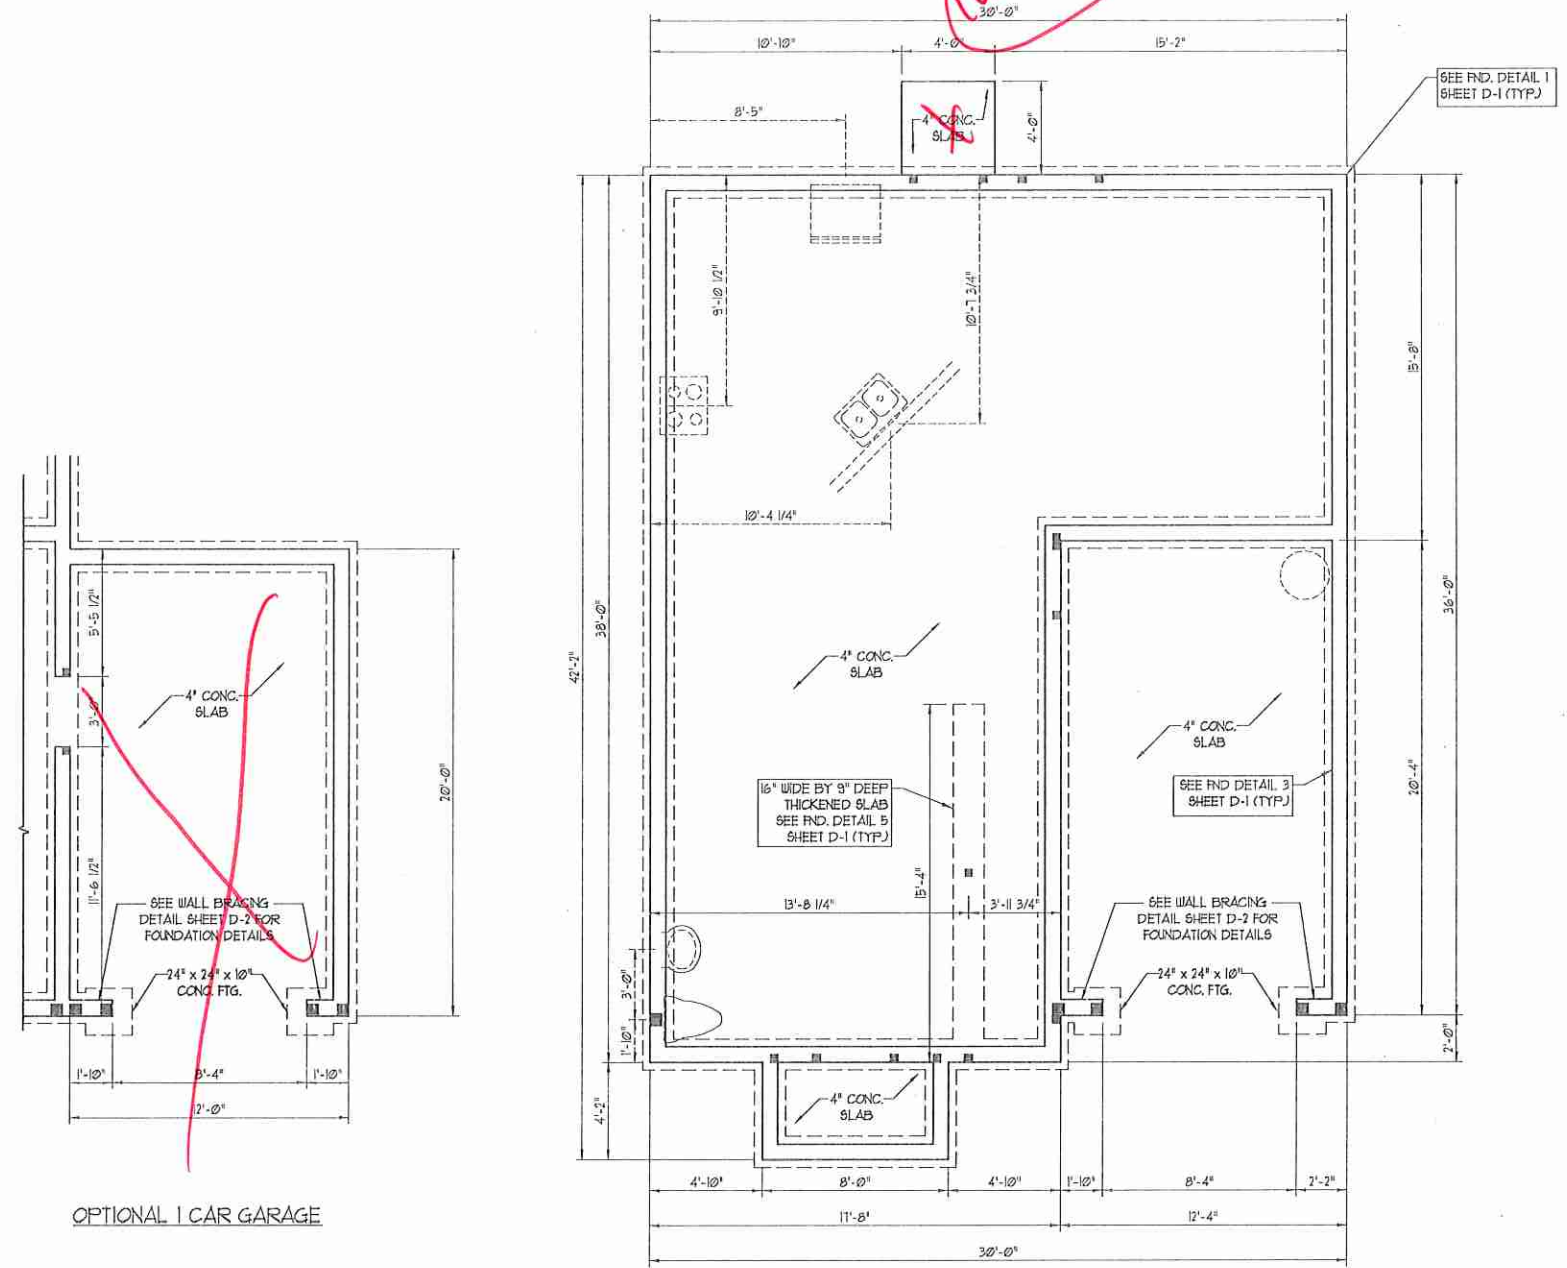 30'-0"
10'-10"
4'-0"
15'-2"
SEE FND. DETAIL 1
SHEET D-1 (TYP.)
8'-5"
4" CONC.
SLAB
4'-0"
9'-10 1/2"
10'-7 3/4"
15'-8"
10'-4 1/4"
42'-2"
38'-0"
36'-0"
5'-5 1/2"
4" CONC.
SLAB
3'-0"
20'-0"
4" CONC.
SLAB
4" CONC.
SLAB
20'-4"
16" WIDE BY 9" DEEP
THICKENED SLAB
SEE FND. DETAIL 5
SHEET D-1 (TYP.)
SEE FND DETAIL 3
SHEET D-1 (TYP.)
11'-6 1/2"
15'-4"
13'-8 1/4"
3'-11 3/4"
SEE WALL BRACING
DETAIL SHEET D-2 FOR
FOUNDATION DETAILS
SEE WALL BRACING
DETAIL SHEET D-2 FOR
FOUNDATION DETAILS
24" x 24" x 10"
CONC. FTG.
24" x 24" x 10"
CONC. FTG.
3'-0"
1'-10"
2'-0"
1'-10"
8'-4"
1'-10"
12'-0"
4'-2"
4" CONC.
SLAB
4'-10"
8'-0"
4'-10"
1'-10"
8'-4"
2'-2"
17'-8"
12'-4"
30'-0"
OPTIONAL 1 CAR GARAGE